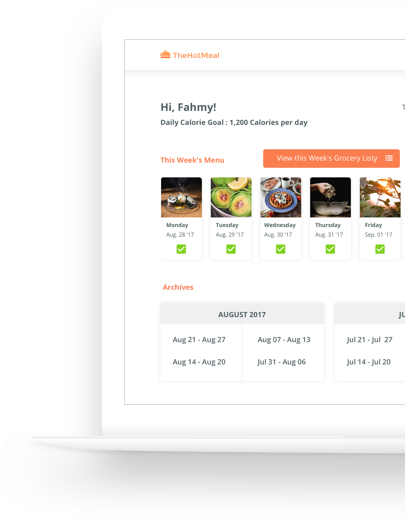 TheHotMeal
Hi, Fahmy!
Daily Calorie Goal : 1,200 Calories per day
This Week's Menu
View this Week's Grocery Listy
Monday
Aug. 28 '17
Tuesday
Aug. 29 '17
Wednesday
Aug. 30 '17
Thursday
Aug. 31 '17
Friday
Sep. 01 '17
Archives
AUGUST 2017
Aug 21 - Aug 27
Aug 07 - Aug 13
Aug 14 - Aug 20
Jul 31 - Aug 06
Jul 21 - Jul 27
Jul 14 - Jul 20